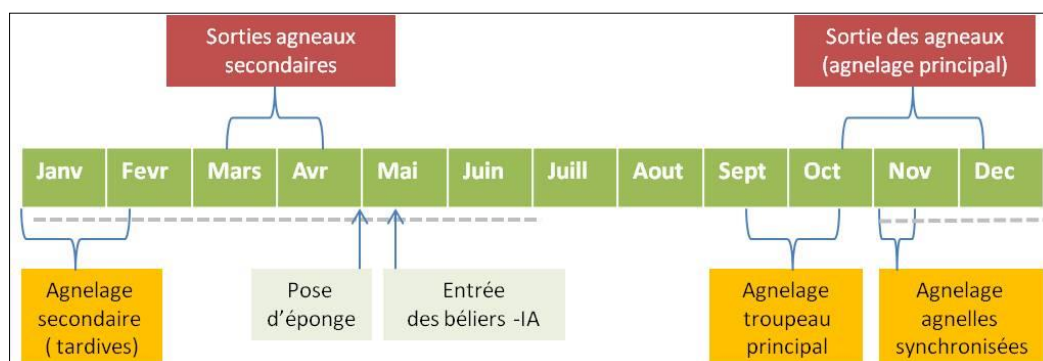 Sorties agneaux
secondaires
Sortie des agneaux
(agnelage principal)
Janv Fevr Mars Avr Mai Juin Juill Aout Sept Oct Nov Dec
Agnelage
secondaire
( tardives)
Pose
d'éponge
Entrée
des béliers -IA
Agnelage
troupeau
principal
Agnelage
agnelles
synchronisées